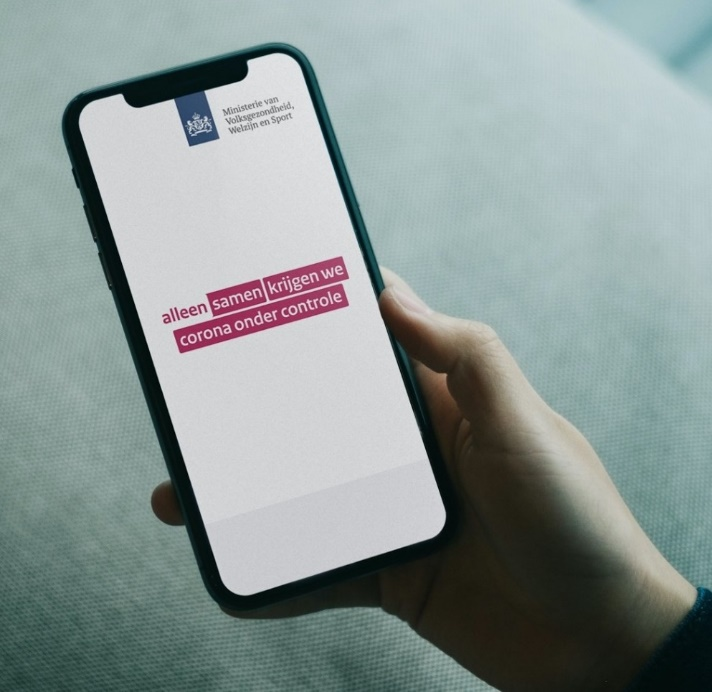 Ministerie van
Volksgezondheid,
Welzijn en Sport
alleen samen krijgen we
corona onder controle